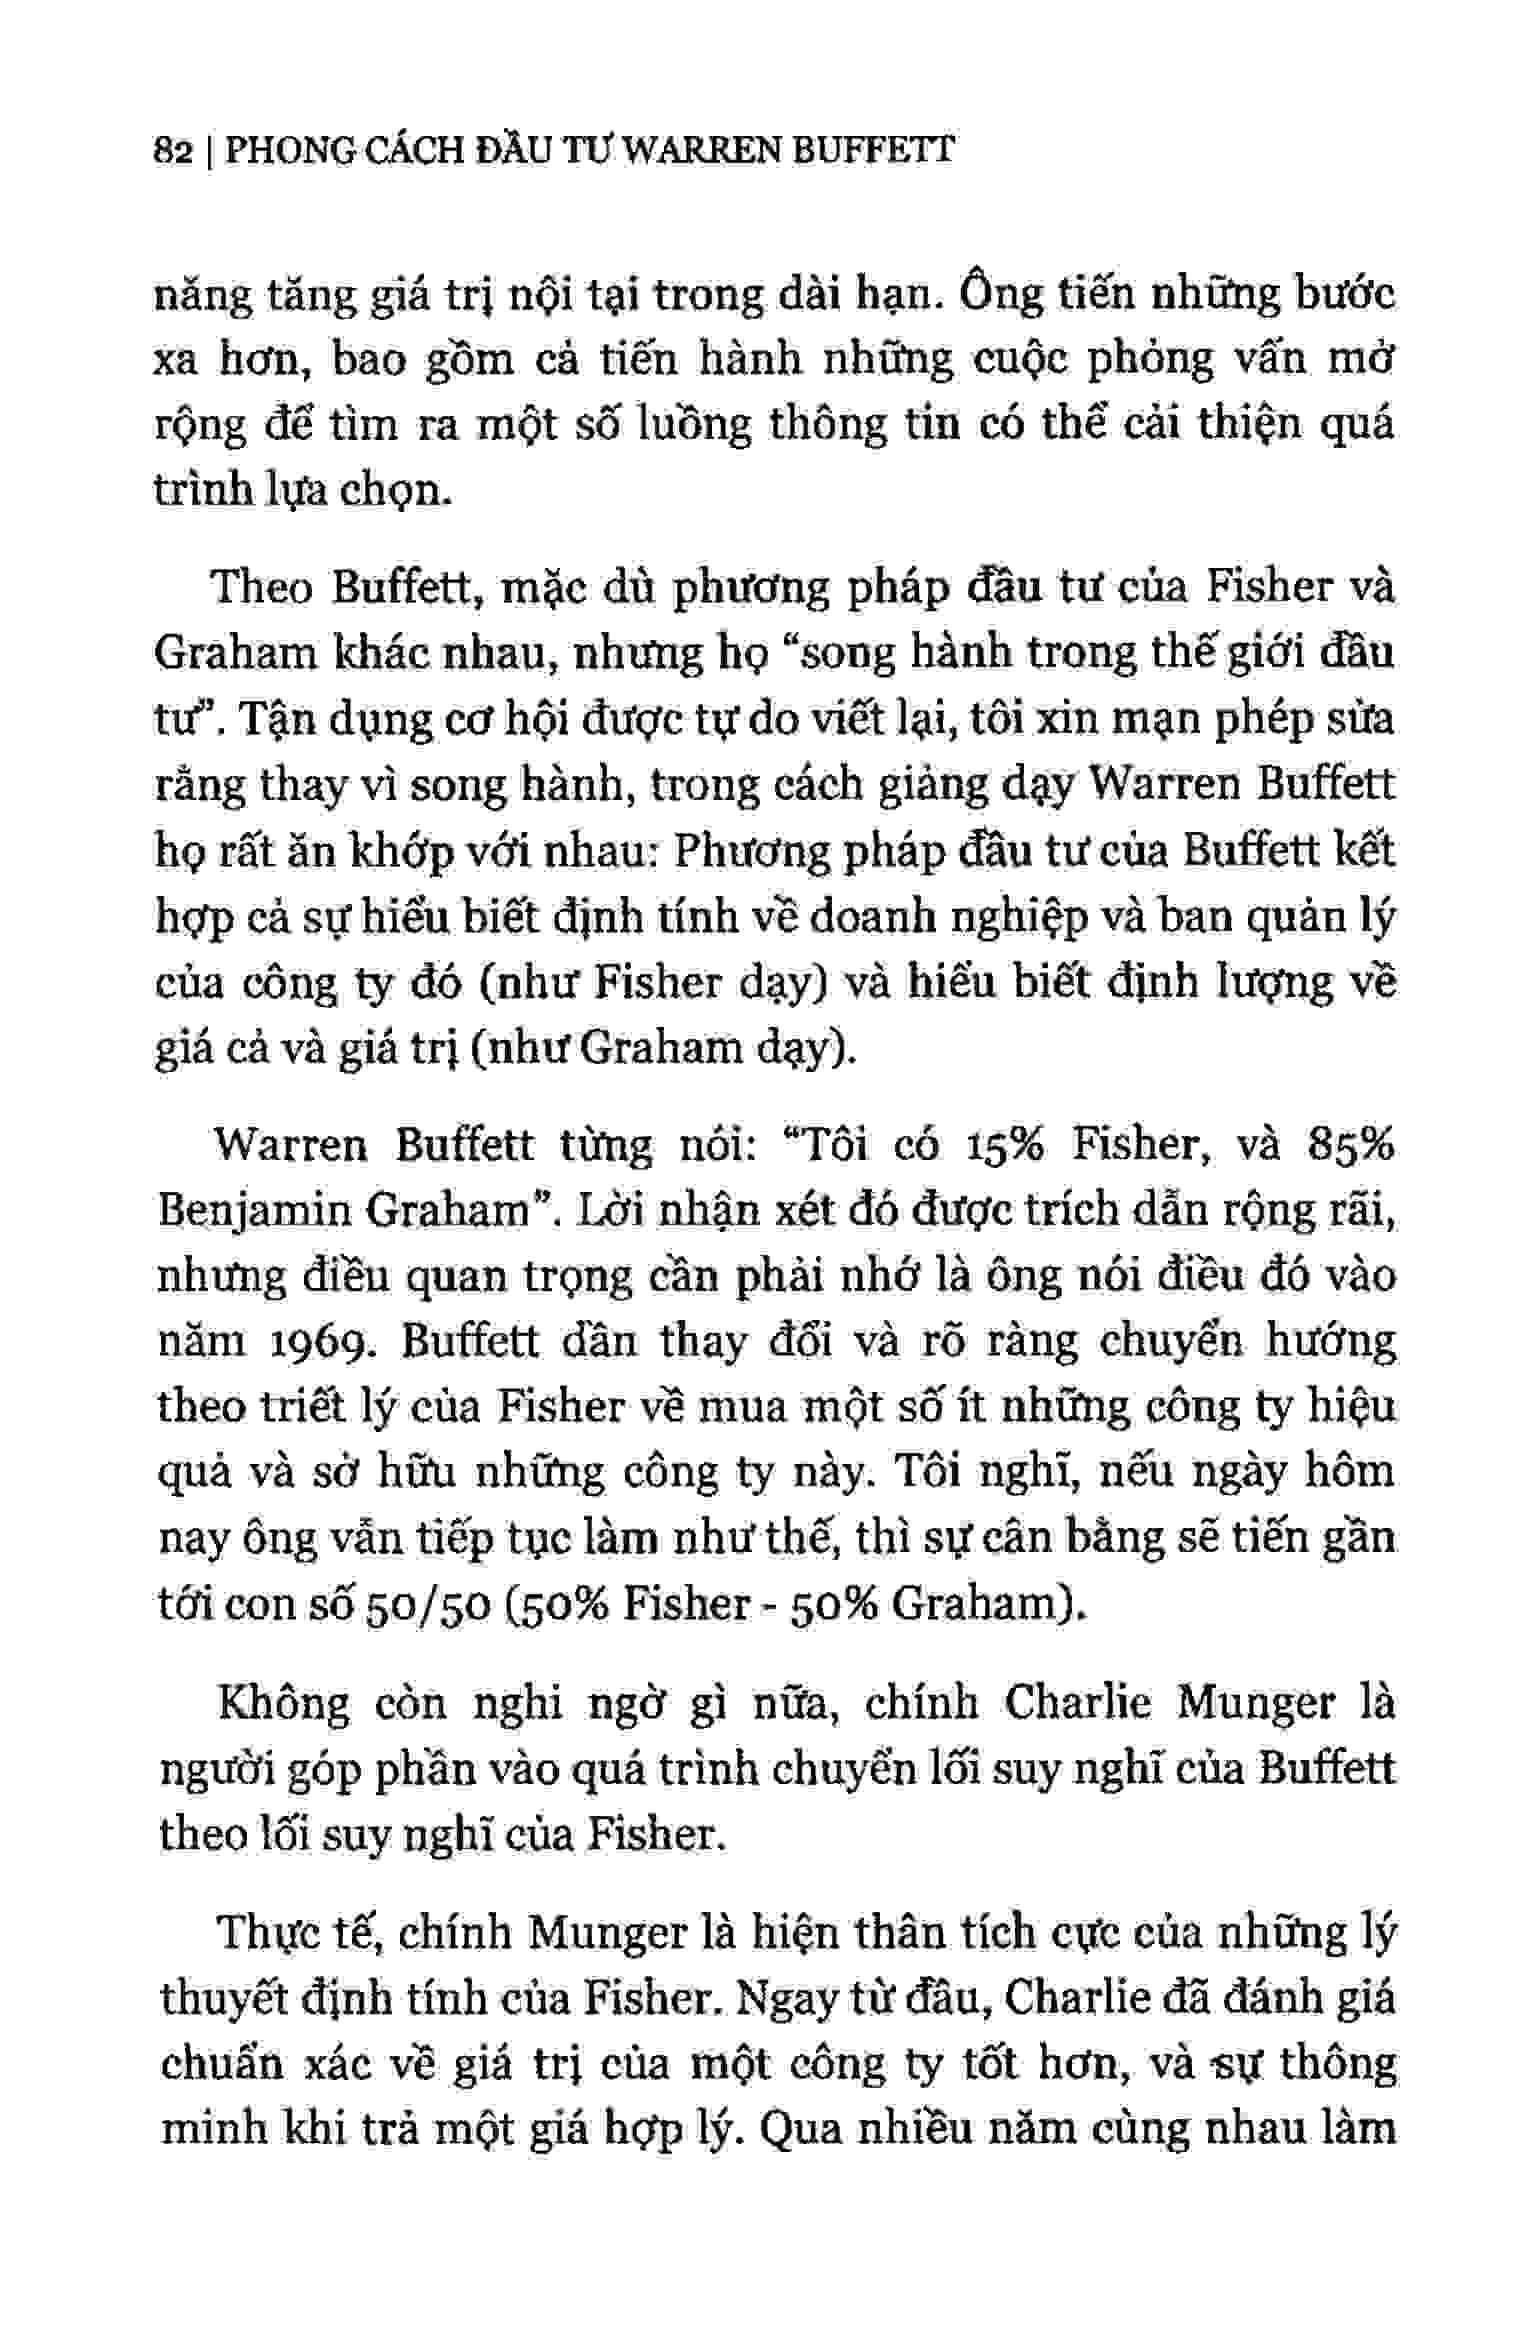 82 | PHONG CÁCH ĐẦU TƯ WARREN BUFFETT
năng tăng giá trị nội tại trong dài hạn. Ông tiến những bước
xa hơn, bao gồm cả tiến hành những cuộc phỏng vấn mở
rộng để tìm ra một số luồng thông tin có thể cải thiện quá
trình lựa chọn.
Theo Buffett, mặc dù phương pháp đầu tư của Fisher và
Graham khác nhau, nhưng họ “song hành trong thế giới đầu
tư”. Tận dụng cơ hội được tự do viết lại, tôi xin mạn phép sửa
rằng thay vì song hành, trong cách giảng dạy Warren Buffett
họ rất ăn khớp với nhau: Phương pháp đầu tư của Buffett kết
hợp cả sự hiểu biết định tính về doanh nghiệp và ban quản lý
của công ty đó (như Fisher dạy) và hiểu biết định lượng về
giá cả và giá trị (như Graham dạy).
Warren Buffett từng nói: “Tôi có 15% Fisher, và 85%
Benjamin Graham”. Lời nhận xét đó được trích dẫn rộng rãi,
nhưng điều quan trọng cần phải nhớ là ông nói điều đó vào
năm 1969. Buffett dần thay đổi và rõ ràng chuyển hướng
theo triết lý của Fisher về mua một số ít những công ty hiệu
quả và sở hữu những công ty này. Tôi nghĩ, nếu ngày hôm
nay ông vẫn tiếp tục làm như thế, thì sự cân bằng sẽ tiến gần
tới con số 50/50 (50% Fisher - 50% Graham).
Không còn nghi ngờ gì nữa, chính Charlie Munger là
người góp phần vào quá trình chuyển lối suy nghĩ của Buffett
theo lối suy nghĩ của Fisher.
Thực tế, chính Munger là hiện thân tích cực của những lý
thuyết định tính của Fisher. Ngay từ đầu, Charlie đã đánh giá
chuẩn xác về giá trị của một công ty tốt hơn, và sự thông
minh khi trả một giá hợp lý. Qua nhiều năm cùng nhau làm